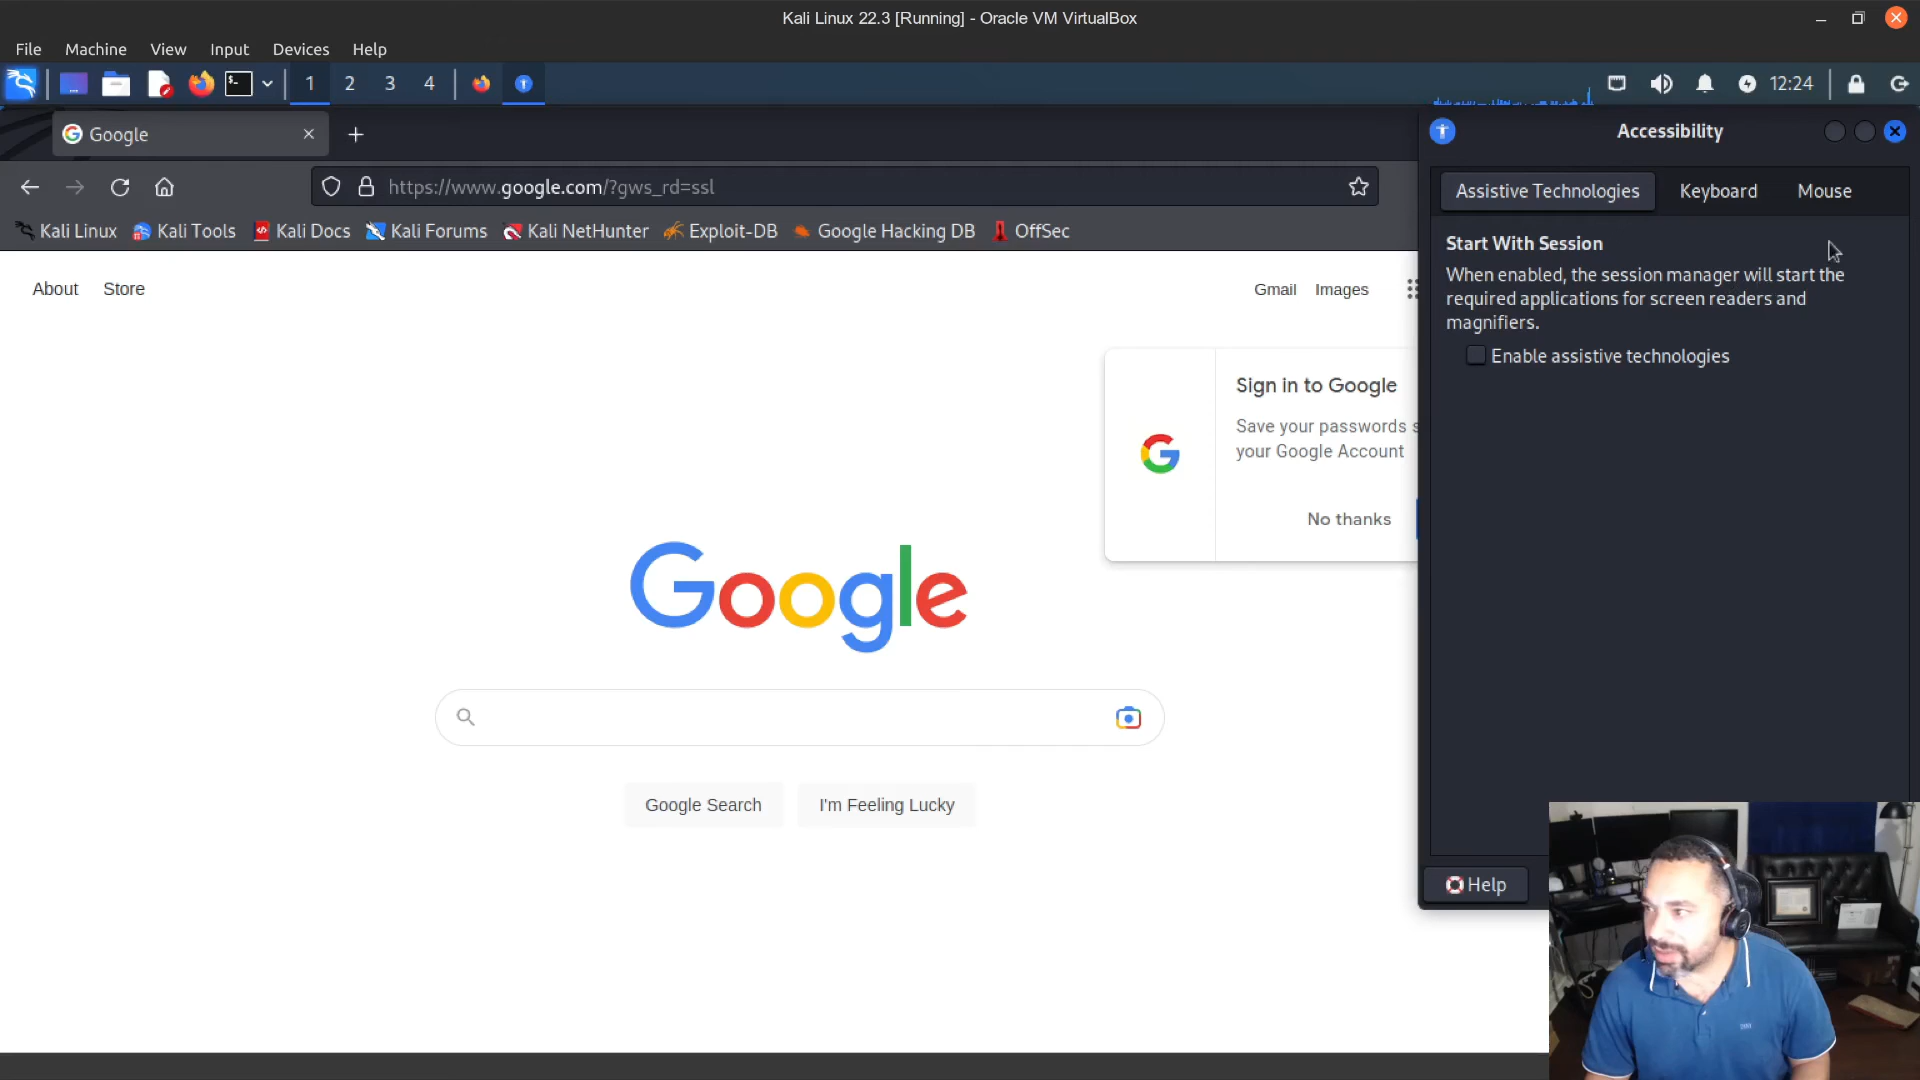 Kali Linux 22.3 [Running] - Oracle VM VirtualBox
File Machine View Input Devices Help
1 2 3 4
12:24
Google
Accessibility
https://www.google.com/?gws_rd=ssl
Assistive Technologies Keyboard Mouse
Kali Linux Kali Tools Kali Docs Kali Forums Kali NetHunter Exploit-DB Google Hacking DB OffSec
Start With Session
When enabled, the session manager will start the
required applications for screen readers and
magnifiers.
Enable assistive technologies
About Store
Gmail Images
Sign in to Google
Save your passwords s
your Google Account
No thanks
Google
Google Search I'm Feeling Lucky
Help